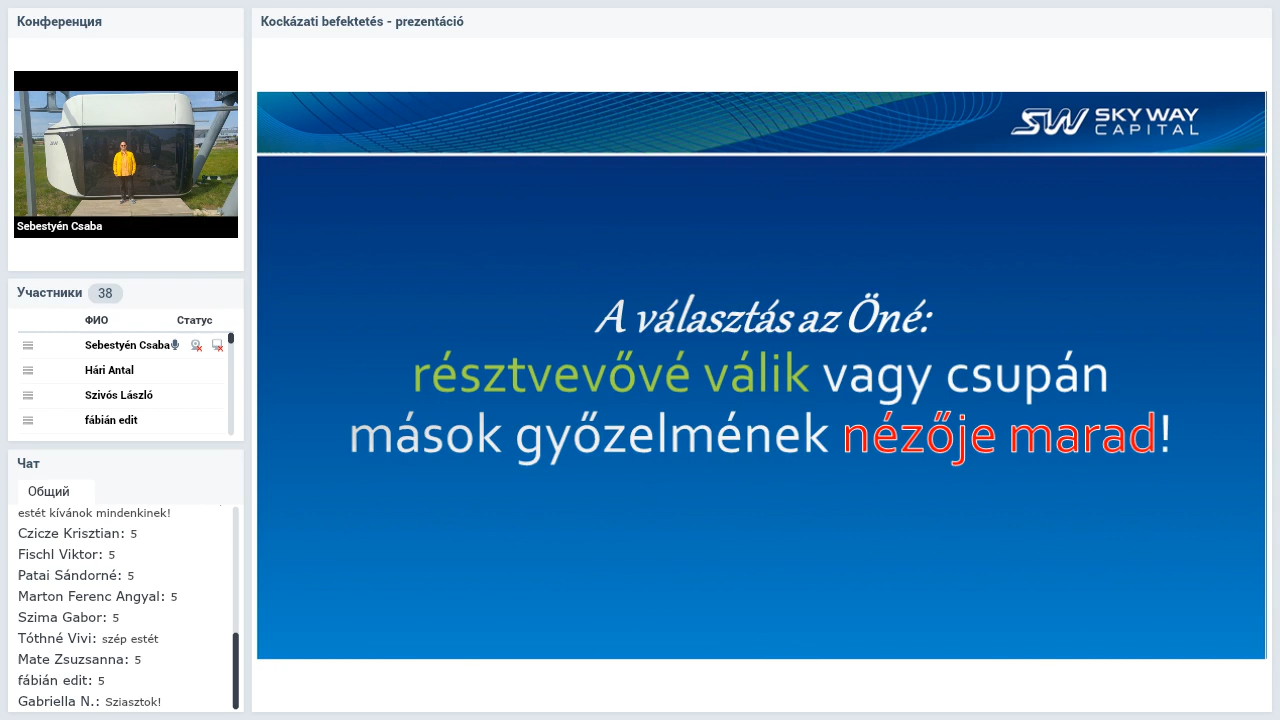 Конференция
Sebestyén Csaba
Участники 38
ФИО Статус
Sebestyén Csaba
Hári Antal
Szivós László
fábián edit
Чат
Общий
estét kívánok mindenkinek!
Czicze Krisztian: 5
Fischl Viktor: 5
Patai Sándorné: 5
Marton Ferenc Angyal: 5
Szima Gabor: 5
Tóthné Vivi: szép estét
Mate Zsuzsanna: 5
fábián edit: 5
Gabriella N.: Sziasztok!
Kockázati befektetés - prezentáció
SW SKY WAY
CAPITAL
A választás az Öné:
résztvevővé válik vagy csupán
mások győzelmének nézője marad!